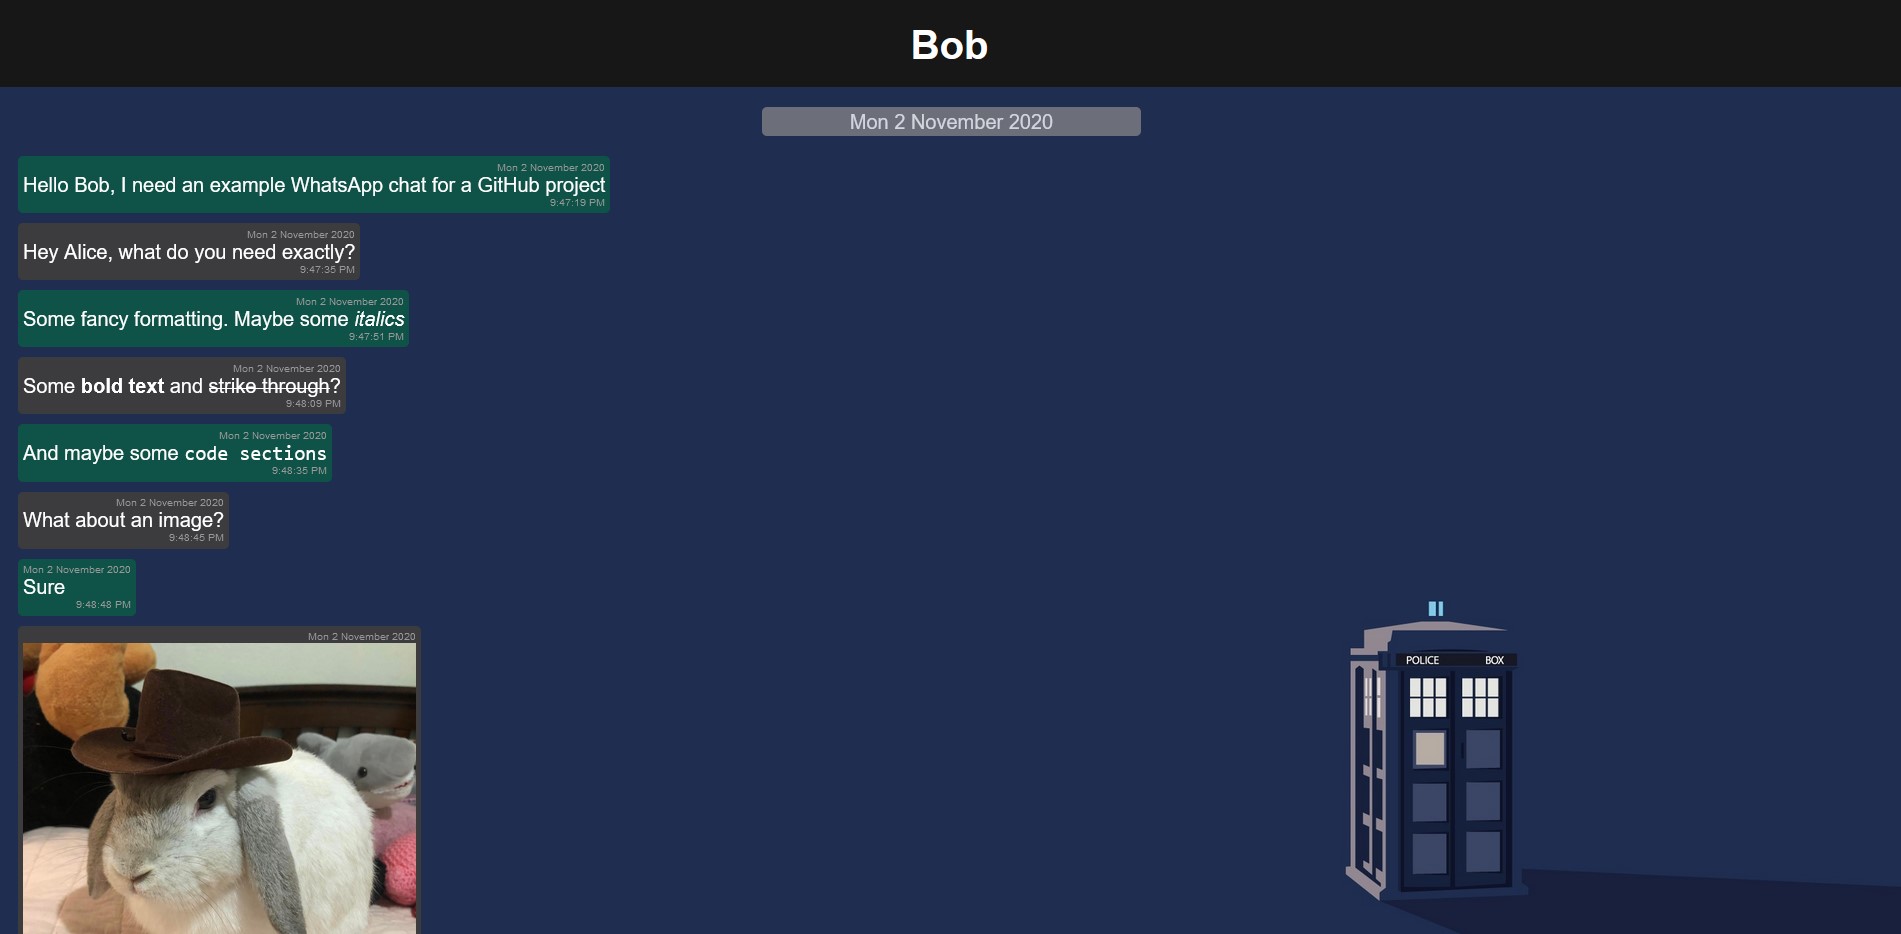 Bob
Mon 2 November 2020
Mon 2 November 2020
Hello Bob, I need an example WhatsApp chat for a GitHub project
9:47:19 PM
Mon 2 November 2020
Hey Alice, what do you need exactly?
9:47:35 PM
Mon 2 November 2020
Some fancy formatting. Maybe some italics
9:47:51 PM
Mon 2 November 2020
Some bold text and strike through?
9:48:09 PM
Mon 2 November 2020
And maybe some code sections
9:48:35 PM
Mon 2 November 2020
What about an image?
9:48:45 PM
Mon 2 November 2020
Sure
9:48:48 PM
Mon 2 November 2020
POLICE BOX